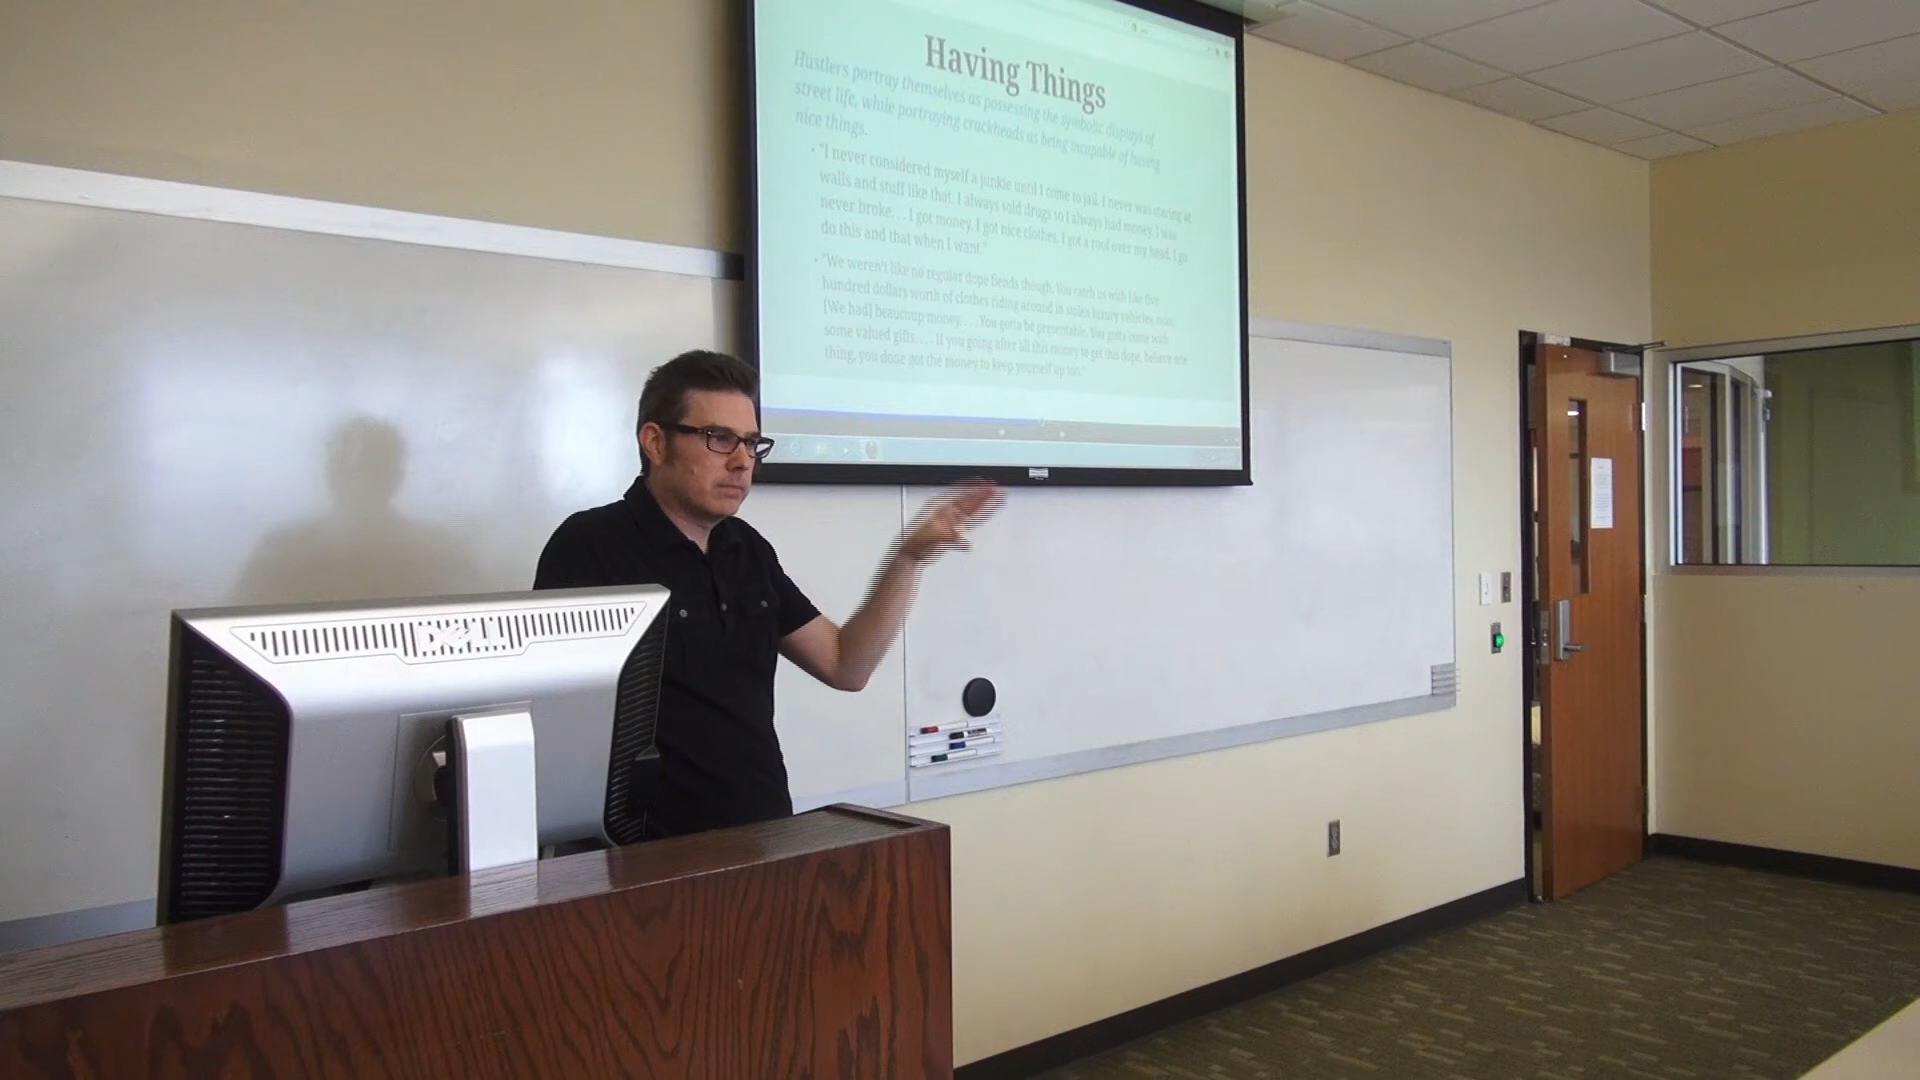 Having Things
Hustlers portray themselves as possessing the symbolic displays of
street life, while portraying crackheads as being incapable of having
nice things.
• "I never considered myself a junkie until I come to jail. I never was staring at
walls and stuff like that. I always sold drugs so I always had money. I was
never broke. . . I got money. I got nice clothes. I got a roof over my head. I go
do this and that when I want."
• "We weren't like no regular dope fiends though. You catch us with like five
hundred dollars worth of clothes riding around in stolen luxury vehicles, man.
[We had] beaucoup money. . . . You gotta be presentable. You gotta come with
some valued gifts. . . . If you going after all this money to get this dope, believe one
thing, you done got the money to keep yourself up too."
DELL